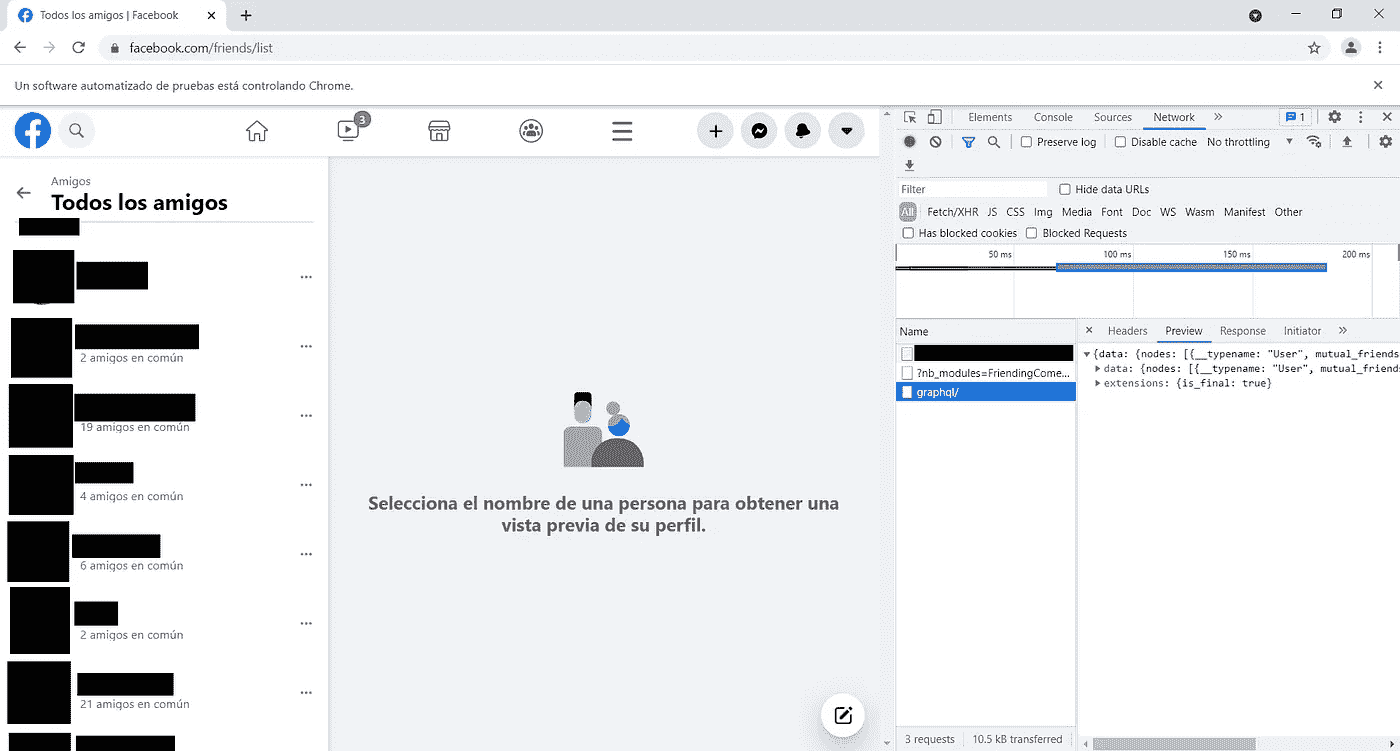 Todos los amigos | Facebook
facebook.com/friends/list
Un software automatizado de pruebas está controlando Chrome.
3
Amigos
Todos los amigos
2 amigos en común
19 amigos en común
4 amigos en común
6 amigos en común
2 amigos en común
21 amigos en común
Selecciona el nombre de una persona para obtener una
vista previa de su perfil.
Elements Console Sources Network 1
Preserve log Disable cache No throttling
Filter Hide data URLs
All Fetch/XHR JS CSS Img Media Font Doc WS Wasm Manifest Other
Has blocked cookies Blocked Requests
50 ms 100 ms 150 ms 200 ms
Name
?nb_modules=FriendingCome...
graphql/
Headers Preview Response Initiator
{data: {nodes: [{__typename: "User", mutual_friends
data: {nodes: [{__typename: "User", mutual_friends
extensions: {is_final: true}
3 requests 10.5 kB transferred